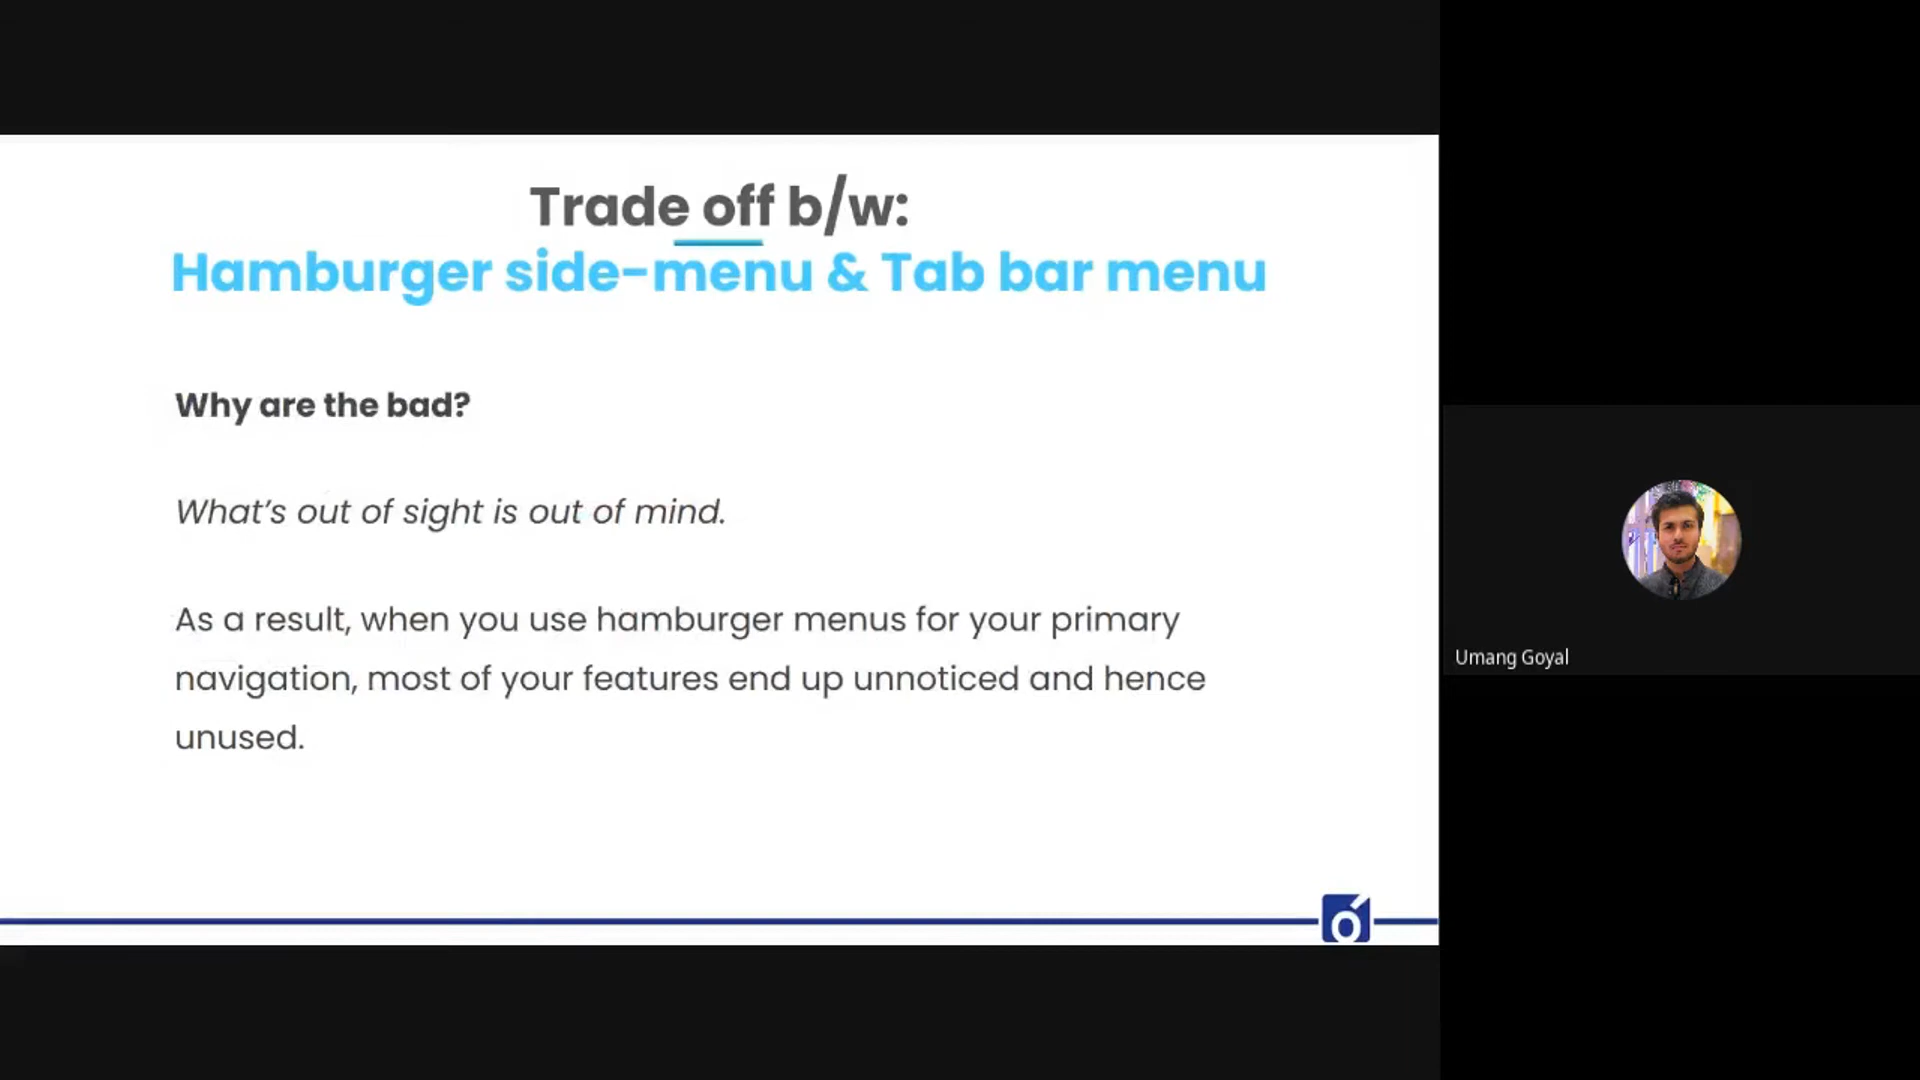 Trade off b/w:
Hamburger side-menu & Tab bar menu
Why are the bad?
What's out of sight is out of mind.
As a result, when you use hamburger menus for your primary
navigation, most of your features end up unnoticed and hence
unused.
Umang Goyal